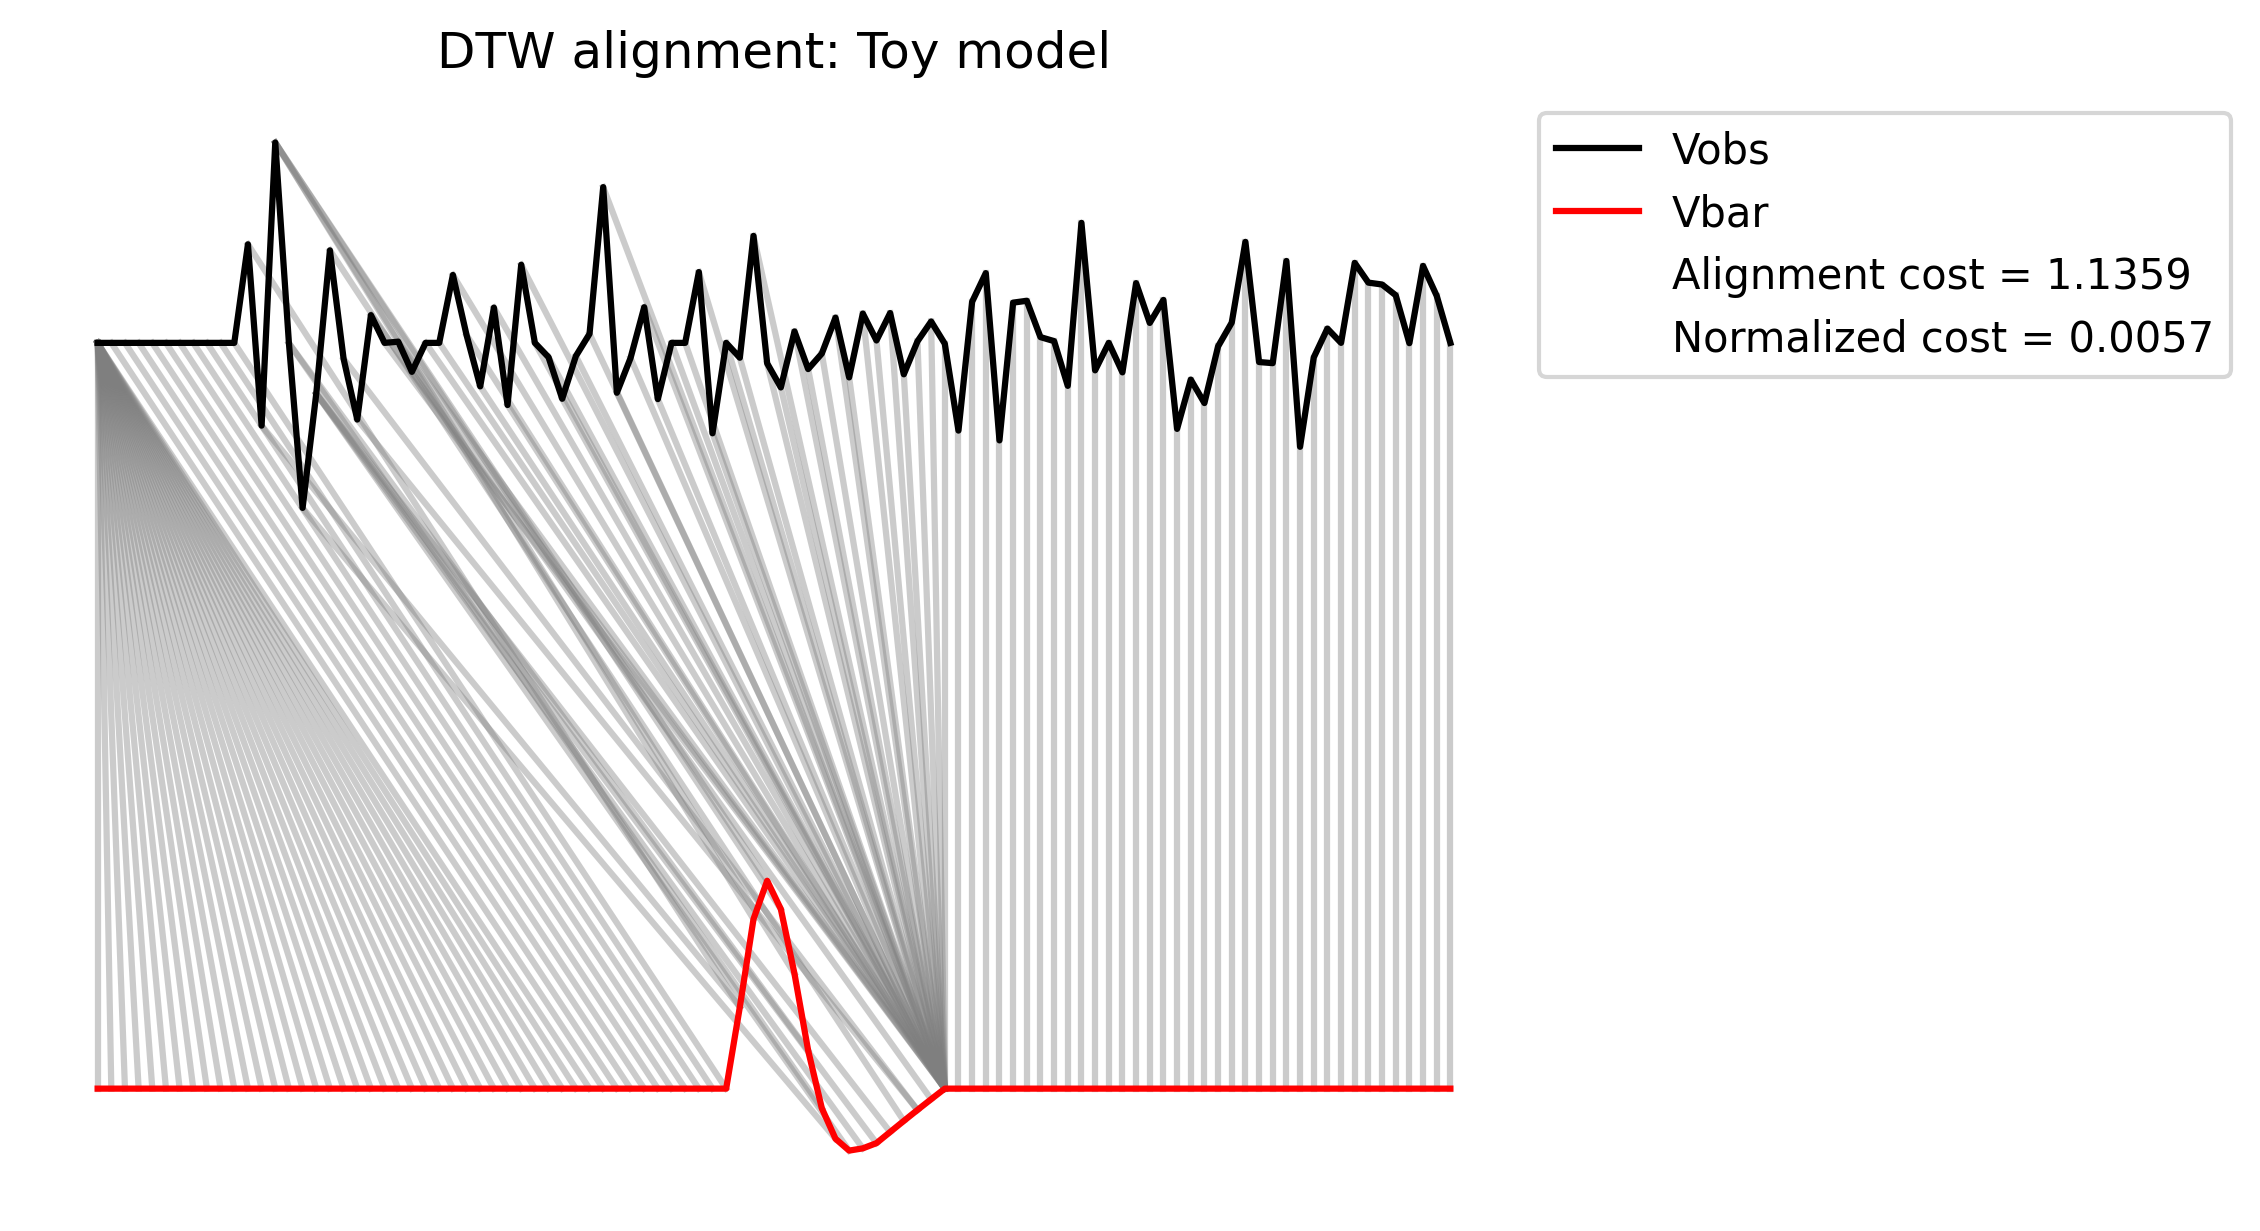 DTW alignment: Toy model
Vobs
Vbar
Alignment cost = 1.1359
Normalized cost = 0.0057